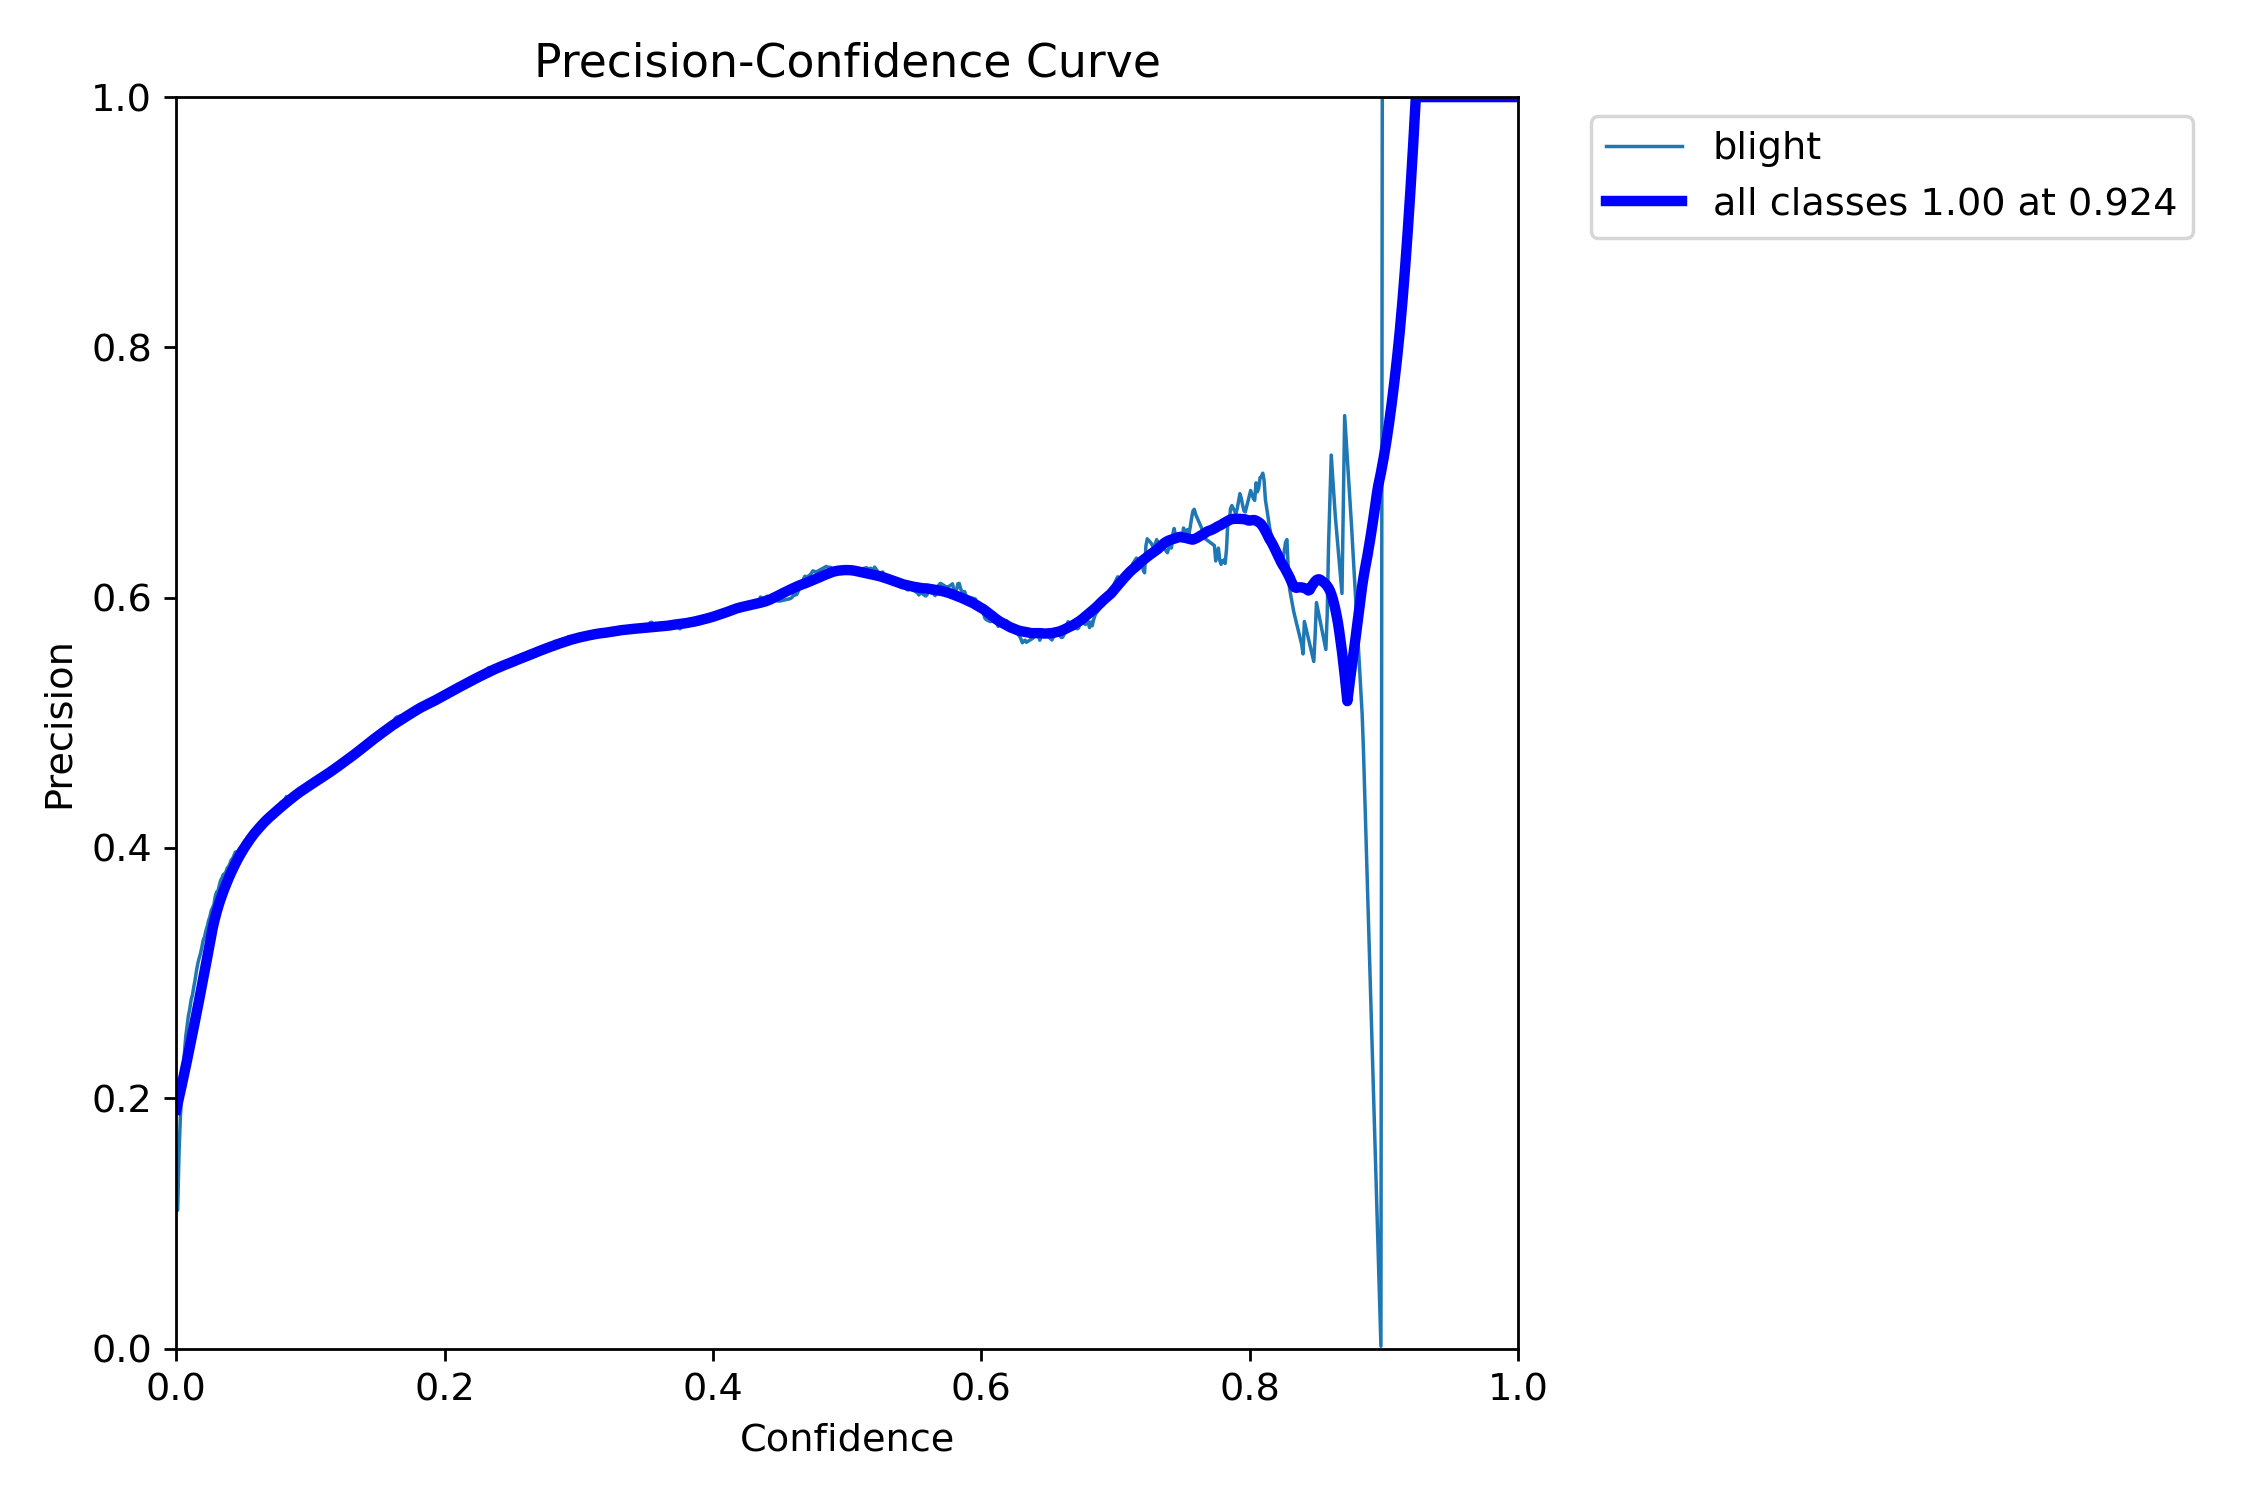 Precision-Confidence Curve
1.0
0.8
0.6
0.4
0.2
0.0
Precision
0.0 0.2 0.4 0.6 0.8 1.0
Confidence
blight
all classes 1.00 at 0.924